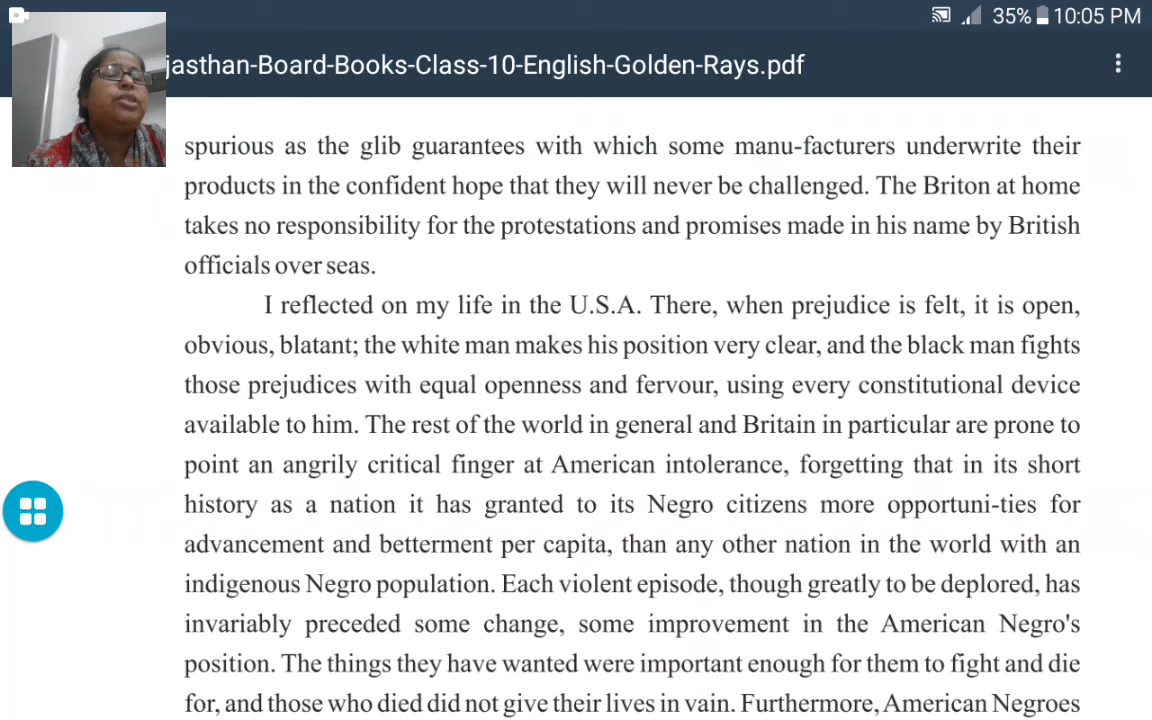 35% 10:05 PM
jasthan-Board-Books-Class-10-English-Golden-Rays.pdf
spurious as the glib guarantees with which some manu-facturers underwrite their
products in the confident hope that they will never be challenged. The Briton at home
takes no responsibility for the protestations and promises made in his name by British
officials over seas.
I reflected on my life in the U.S.A. There, when prejudice is felt, it is open,
obvious, blatant; the white man makes his position very clear, and the black man fights
those prejudices with equal openness and fervour, using every constitutional device
available to him. The rest of the world in general and Britain in particular are prone to
point an angrily critical finger at American intolerance, forgetting that in its short
history as a nation it has granted to its Negro citizens more opportuni-ties for
advancement and betterment per capita, than any other nation in the world with an
indigenous Negro population. Each violent episode, though greatly to be deplored, has
invariably preceded some change, some improvement in the American Negro's
position. The things they have wanted were important enough for them to fight and die
for, and those who died did not give their lives in vain. Furthermore, American Negroes